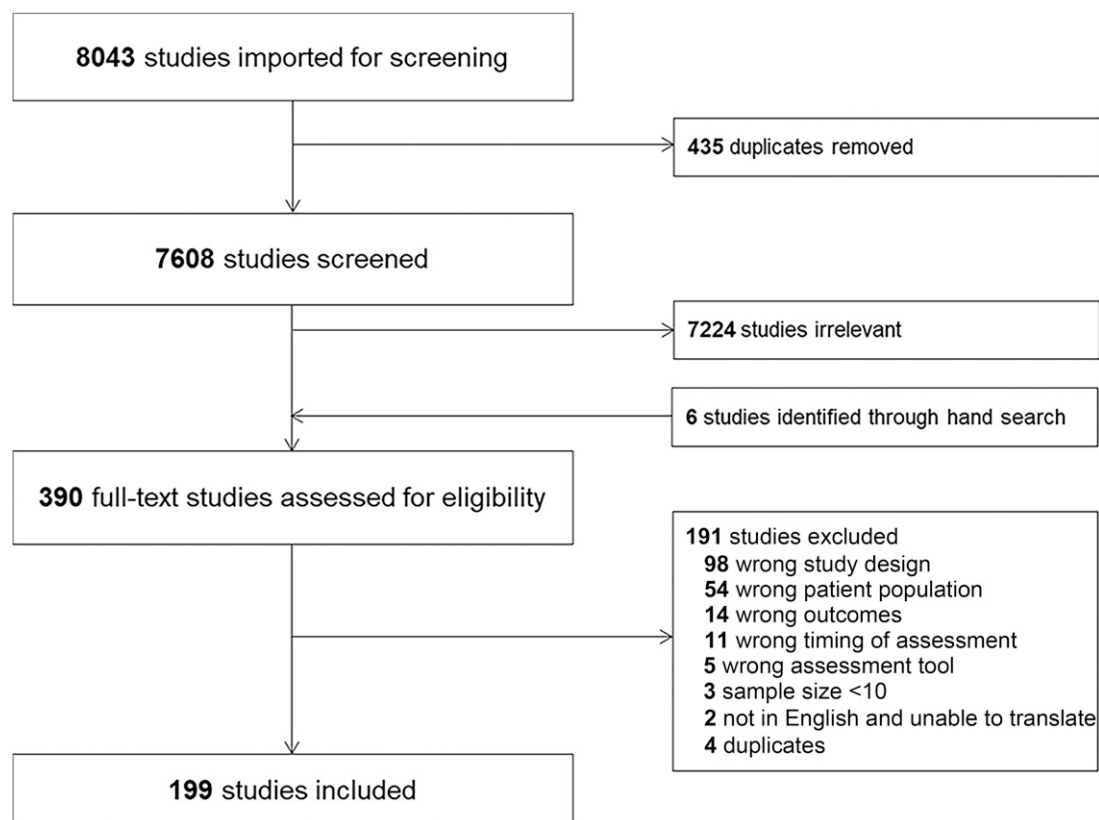 8043 studies imported for screening
435 duplicates removed
7608 studies screened
7224 studies irrelevant
6 studies identified through hand search
390 full-text studies assessed for eligibility
191 studies excluded
98 wrong study design
54 wrong patient population
14 wrong outcomes
11 wrong timing of assessment
5 wrong assessment tool
3 sample size <10
2 not in English and unable to translate
4 duplicates
199 studies included